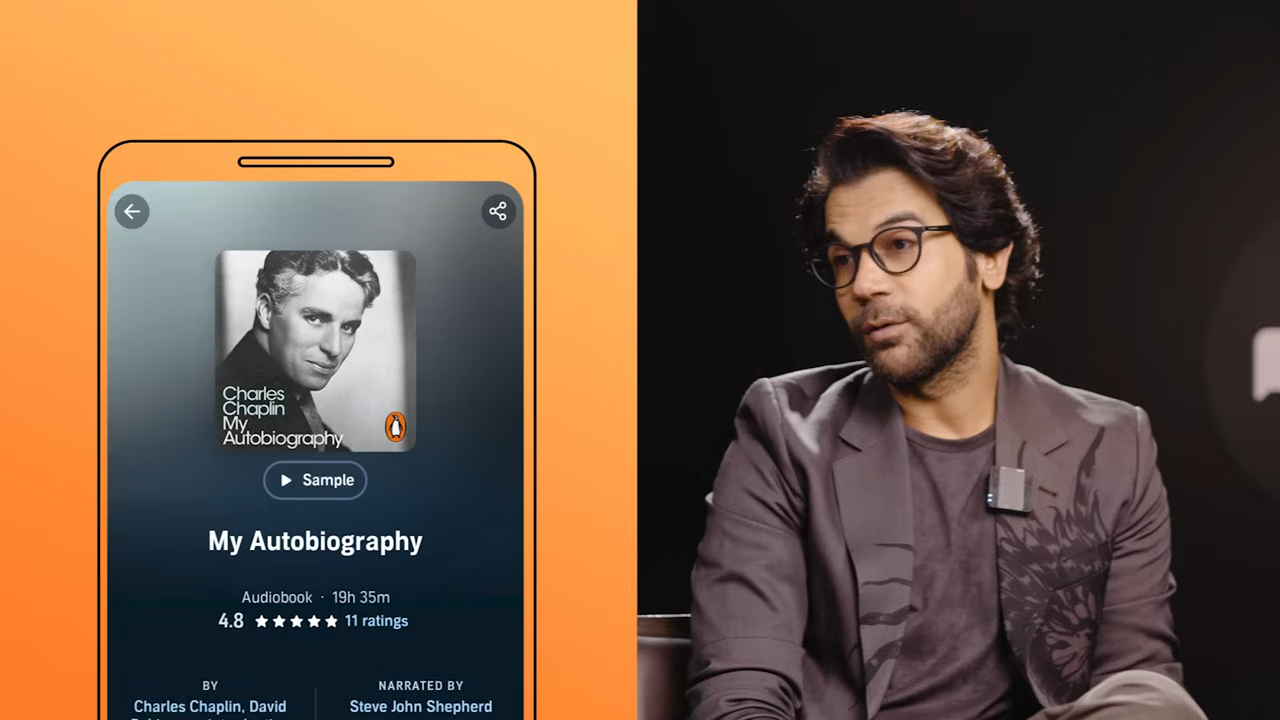 Charles
Chaplin
My
Autobiography
Sample
My Autobiography
Audiobook · 19h 35m
4.8 ★★★★★ 11 ratings
BY
Charles Chaplin, David
NARRATED BY
Steve John Shepherd